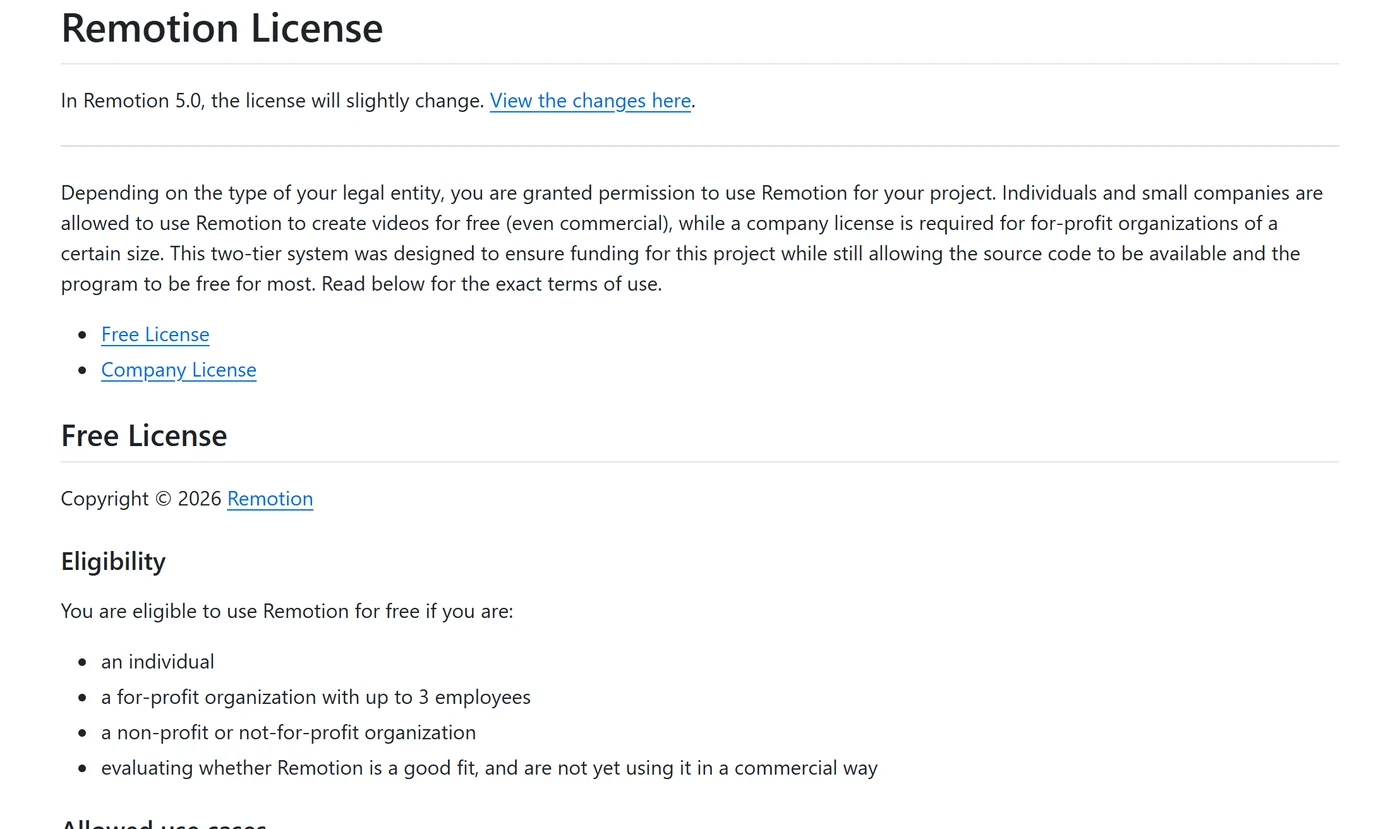 Remotion License
In Remotion 5.0, the license will slightly change. View the changes here.
Depending on the type of your legal entity, you are granted permission to use Remotion for your project. Individuals and small companies are
allowed to use Remotion to create videos for free (even commercial), while a company license is required for for-profit organizations of a
certain size. This two-tier system was designed to ensure funding for this project while still allowing the source code to be available and the
program to be free for most. Read below for the exact terms of use.
• Free License
• Company License
Free License
Copyright © 2026 Remotion
Eligibility
You are eligible to use Remotion for free if you are:
• an individual
• a for-profit organization with up to 3 employees
• a non-profit or not-for-profit organization
• evaluating whether Remotion is a good fit, and are not yet using it in a commercial way
Allowed use cases